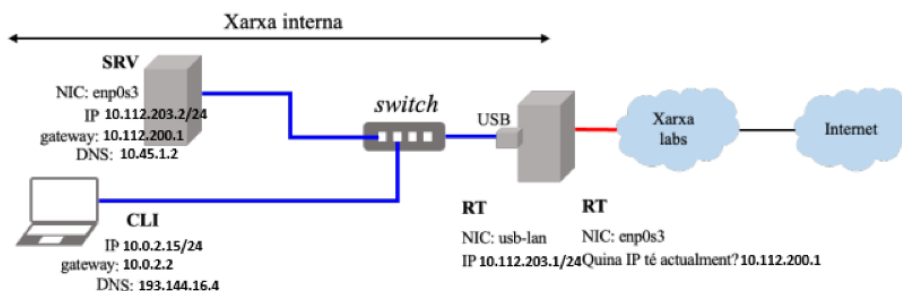 Xarxa interna
SRV
NIC: enp0s3
IP 10.112.203.2/24
gateway: 10.112.200.1
DNS: 10.45.1.2
switch
USB
Xarxa
labs
Internet
CLI
IP 10.0.2.15/24
gateway: 10.0.2.2
DNS: 193.144.16.4
RT
NIC: usb-lan
IP 10.112.203.1/24
RT
NIC: enp0s3
Quina IP té actualment? 10.112.200.1